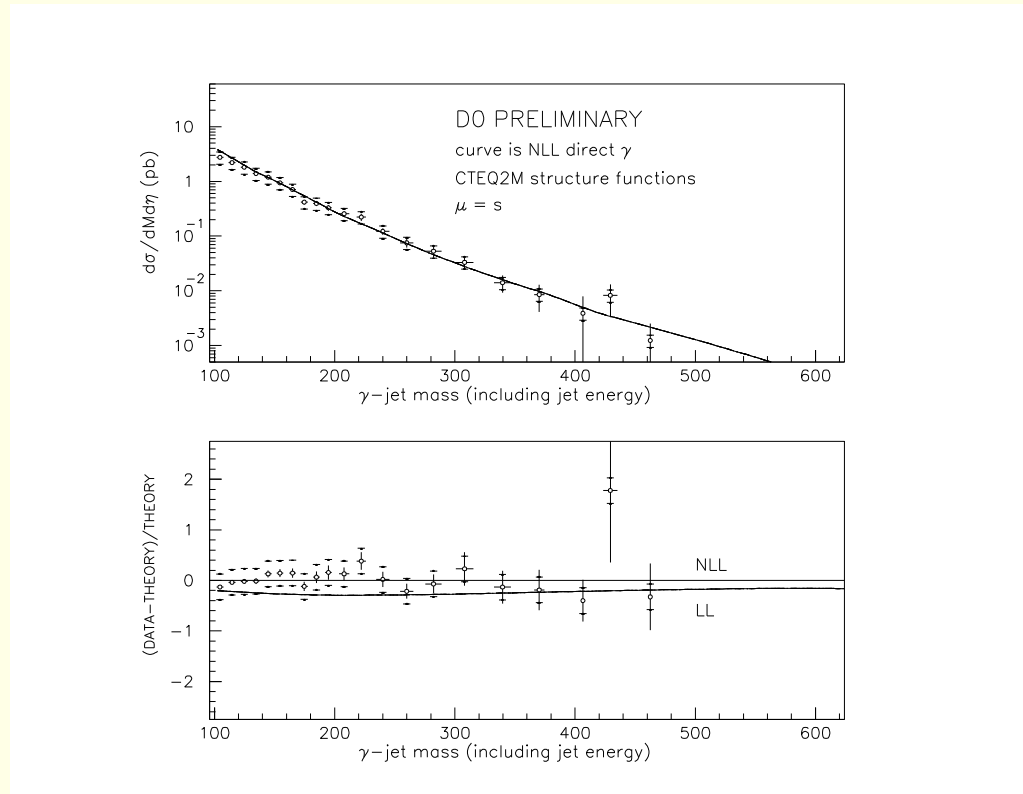 DO PRELIMINARY
curve is NLL direct γ
CTEQ2M structure functions
μ = s
dσ/dMdη (pb)
10
1
10⁻¹
10⁻²
10⁻³
100 200 300 400 500 600
γ-jet mass (including jet energy)
(DATA-THEORY)/THEORY
2
1
0
-1
-2
NLL
LL
100 200 300 400 500 600
γ-jet mass (including jet energy)